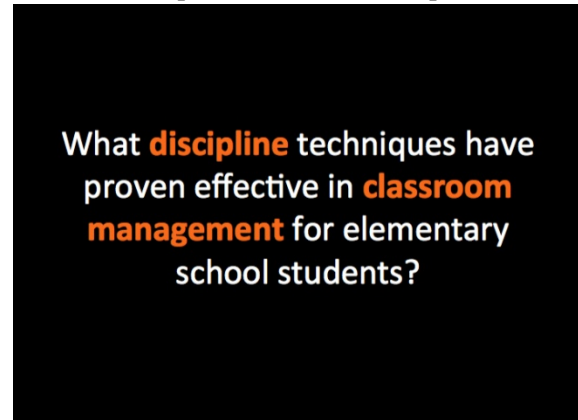 What discipline techniques have
proven effective in classroom
management for elementary
school students?